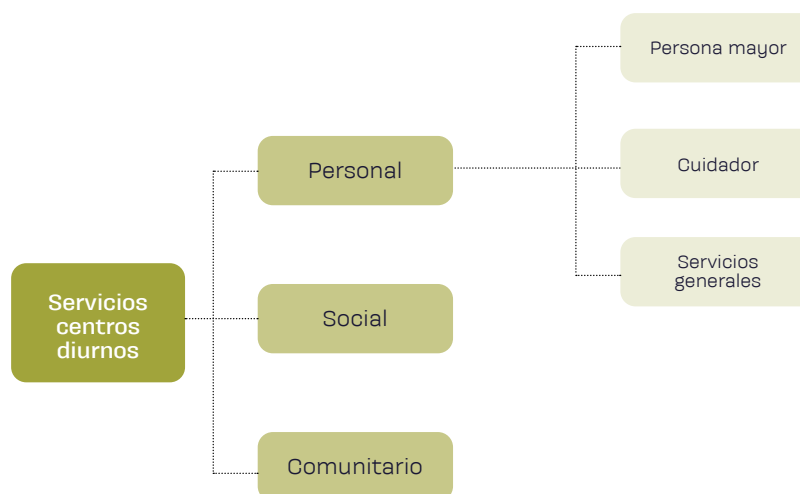 Servicios
centros
diurnos
Personal
Social
Comunitario
Persona mayor
Cuidador
Servicios
generales